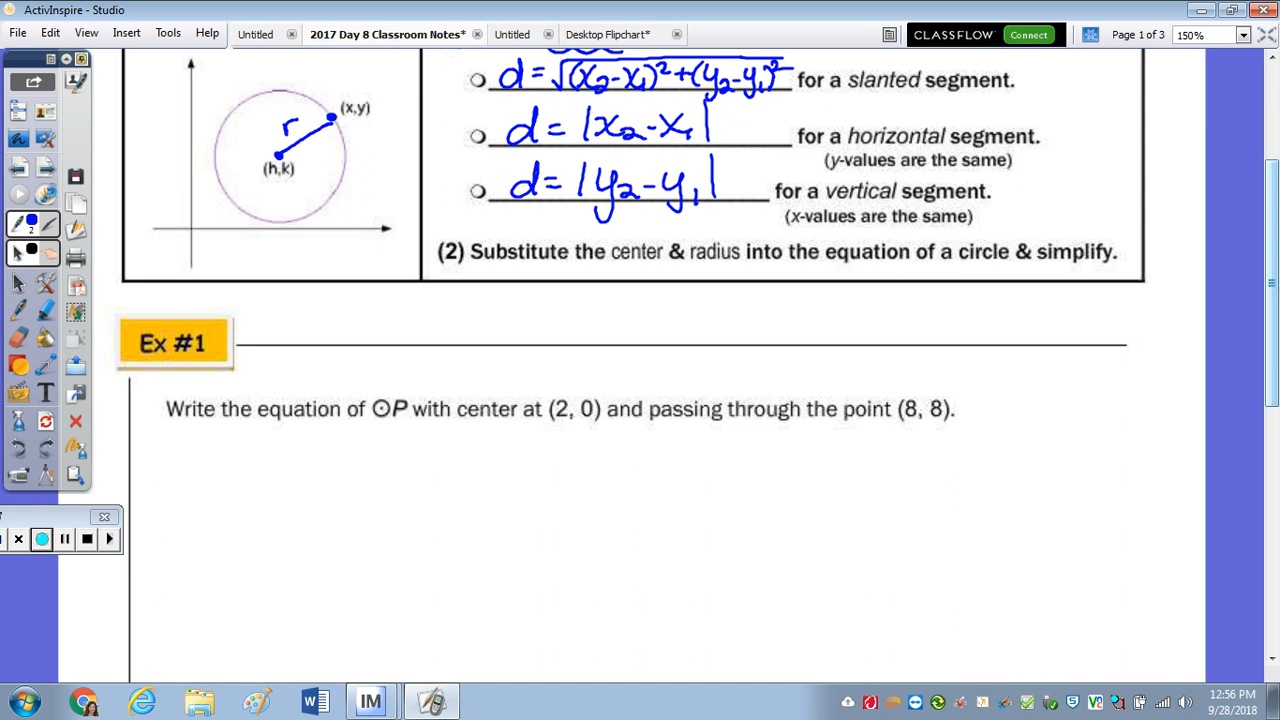 ActivInspire - Studio
File Edit View Insert Tools Help Untitled 2017 Day 8 Classroom Notes* Untitled Desktop Flipchart* CLASSFLOW Connect Page 1 of 3 150%
(x,y)
r
(h,k)
d = √(x₂-x₁)²+(y₂-y₁)² for a slanted segment.
d = |x₂-x₁| for a horizontal segment.
(y-values are the same)
d = |y₂-y₁| for a vertical segment.
(x-values are the same)
(2) Substitute the center & radius into the equation of a circle & simplify.
Ex #1
Write the equation of ⊙P with center at (2, 0) and passing through the point (8, 8).
2
T
IM
12:56 PM
9/28/2018